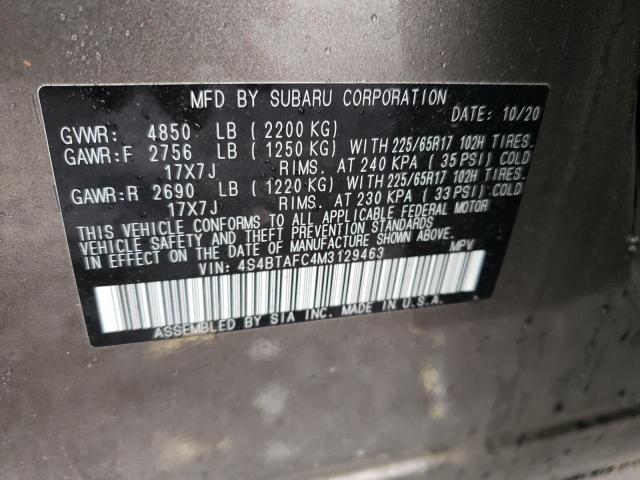 MFD BY SUBARU CORPORATION
DATE: 10/20
GVWR: 4850 LB ( 2200 KG)
GAWR:F 2756 LB ( 1250 KG) WITH 225/65R17 102H TIRES.
17X7J RIMS. AT 240 KPA ( 35 PSI) COLD
GAWR:R 2690 LB ( 1220 KG) WITH 225/65R17 102H TIRES.
17X7J RIMS. AT 230 KPA ( 33 PSI) COLD
THIS VEHICLE CONFORMS TO ALL APPLICABLE FEDERAL MOTOR
VEHICLE SAFETY AND THEFT PREVENTION STANDARDS
IN EFFECT ON THE DATE OF MANUFACTURE SHOWN ABOVE.
VIN: 4S4BTAFC4M3129463 MPV
ASSEMBLED BY SIA INC. MADE IN U.S.A.